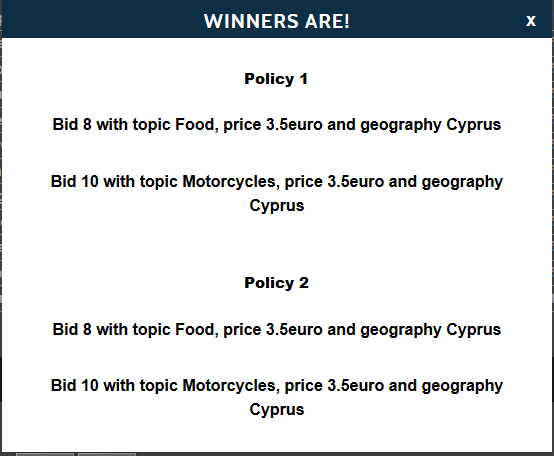 WINNERS ARE!
x
Policy 1
Bid 8 with topic Food, price 3.5euro and geography Cyprus
Bid 10 with topic Motorcycles, price 3.5euro and geography
Cyprus
Policy 2
Bid 8 with topic Food, price 3.5euro and geography Cyprus
Bid 10 with topic Motorcycles, price 3.5euro and geography
Cyprus